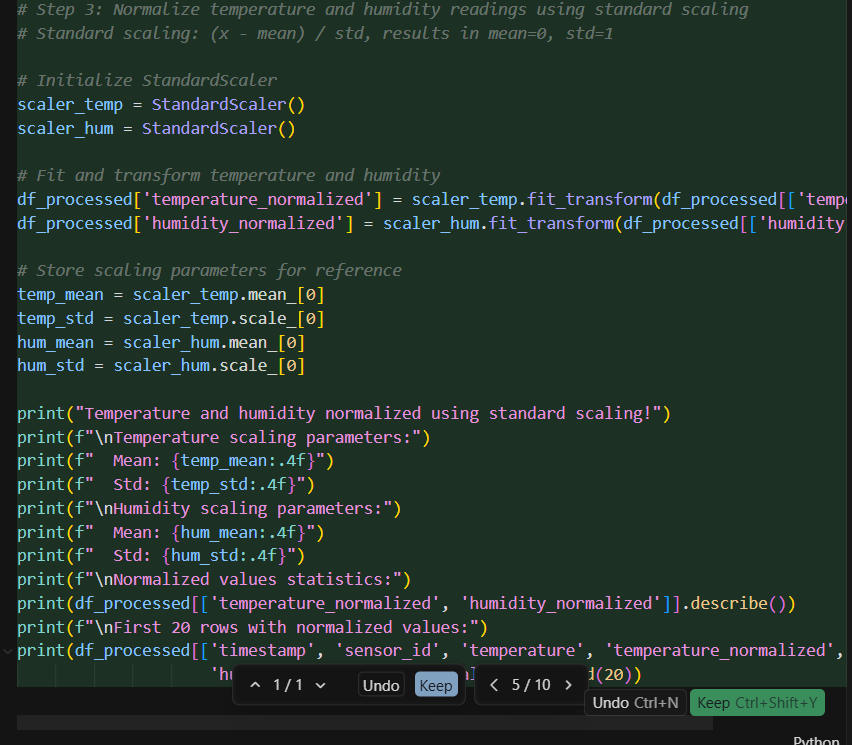 # Step 3: Normalize temperature and humidity readings using standard scaling
# Standard scaling: (x - mean) / std, results in mean=0, std=1
# Initialize StandardScaler
scaler_temp = StandardScaler()
scaler_hum = StandardScaler()
# Fit and transform temperature and humidity
df_processed['temperature_normalized'] = scaler_temp.fit_transform(df_processed[['tempe
df_processed['humidity_normalized'] = scaler_hum.fit_transform(df_processed[['humidity
# Store scaling parameters for reference
temp_mean = scaler_temp.mean_[0]
temp_std = scaler_temp.scale_[0]
hum_mean = scaler_hum.mean_[0]
hum_std = scaler_hum.scale_[0]
print("Temperature and humidity normalized using standard scaling!")
print(f"\nTemperature scaling parameters:")
print(f"  Mean: {temp_mean:.4f}")
print(f"  Std: {temp_std:.4f}")
print(f"\nHumidity scaling parameters:")
print(f"  Mean: {hum_mean:.4f}")
print(f"  Std: {hum_std:.4f}")
print(f"\nNormalized values statistics:")
print(df_processed[['temperature_normalized', 'humidity_normalized']].describe())
print(f"\nFirst 20 rows with normalized values:")
print(df_processed[['timestamp', 'sensor_id', 'temperature', 'temperature_normalized',
'hu d(20))
1 / 1 Undo Keep 5 / 10
Undo Ctrl+N Keep Ctrl+Shift+Y
Python